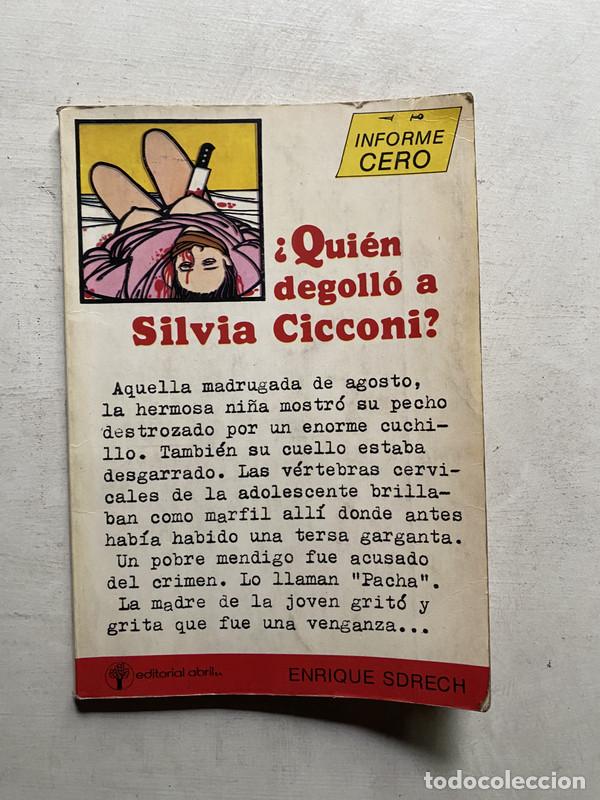 INFORME
CERO
¿Quién
degolló a
Silvia Cicconi?
Aquella madrugada de agosto,
la hermosa niña mostró su pecho
destrozado por un enorme cuchi-
llo. También su cuello estaba
desgarrado. Las vértebras cervi-
cales de la adolescente brilla-
ban como marfil allí donde antes
había habido una tersa garganta.
Un pobre mendigo fue acusado
del crimen. Lo llaman "Pacha".
La madre de la joven gritó y
grita que fue una venganza...
editorial abril s.a.
ENRIQUE SDRECH
todocoleccion.net